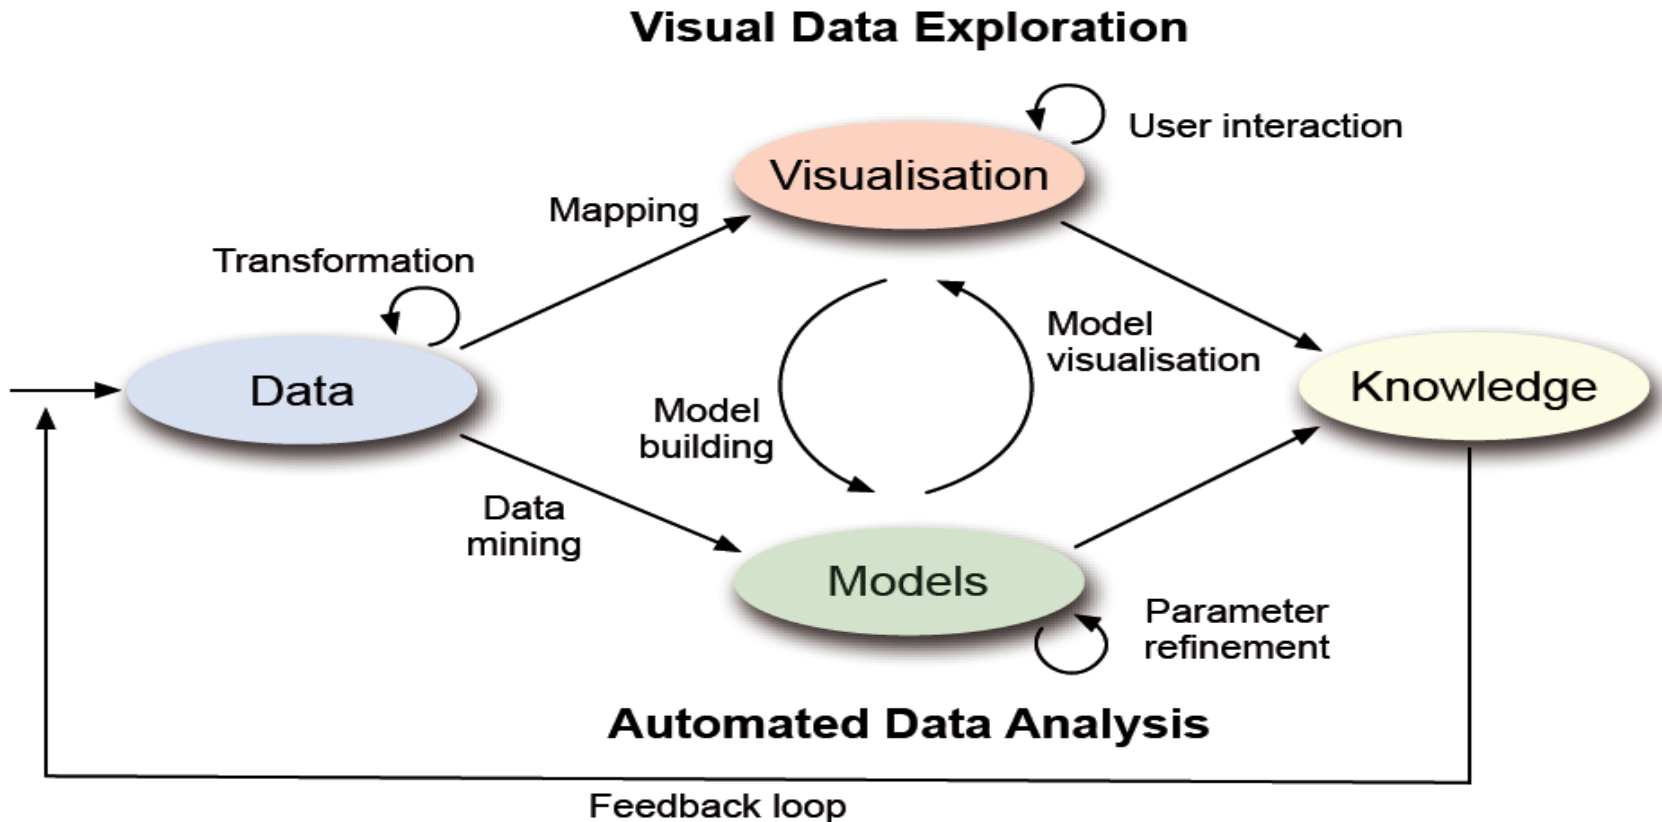 Visual Data Exploration
User interaction
Visualisation
Mapping
Transformation
Model
visualisation
Data
Knowledge
Model
building
Data
mining
Models
Parameter
refinement
Automated Data Analysis
Feedback loop